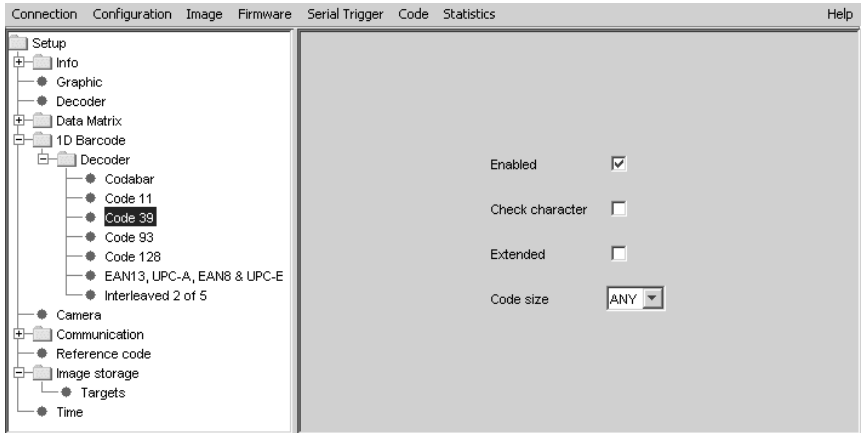 Connection Configuration Image Firmware Serial Trigger Code Statistics Help
Setup
Info
Graphic
Decoder
Data Matrix
1D Barcode
Decoder
Codabar
Code 11
Code 39
Code 93
Code 128
EAN13, UPC-A, EAN8 & UPC-E
Interleaved 2 of 5
Camera
Communication
Reference code
Image storage
Targets
Time
Enabled
Check character
Extended
Code size ANY